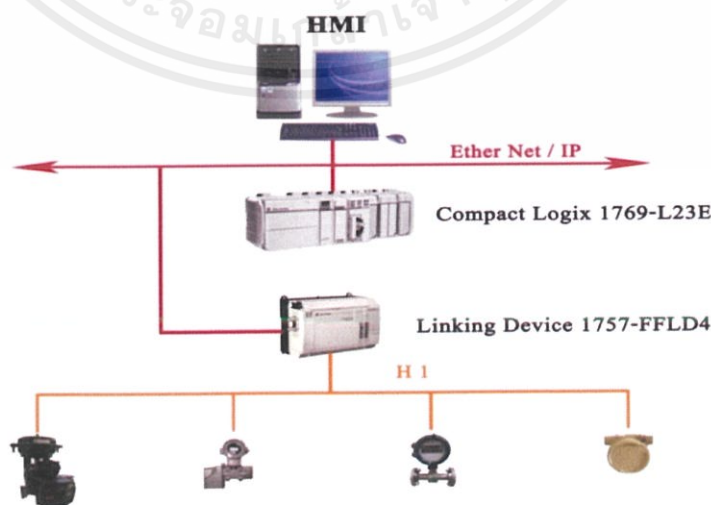 HMI
Ether Net / IP
Compact Logix 1769-L23E
Linking Device 1757-FFLD4
H 1